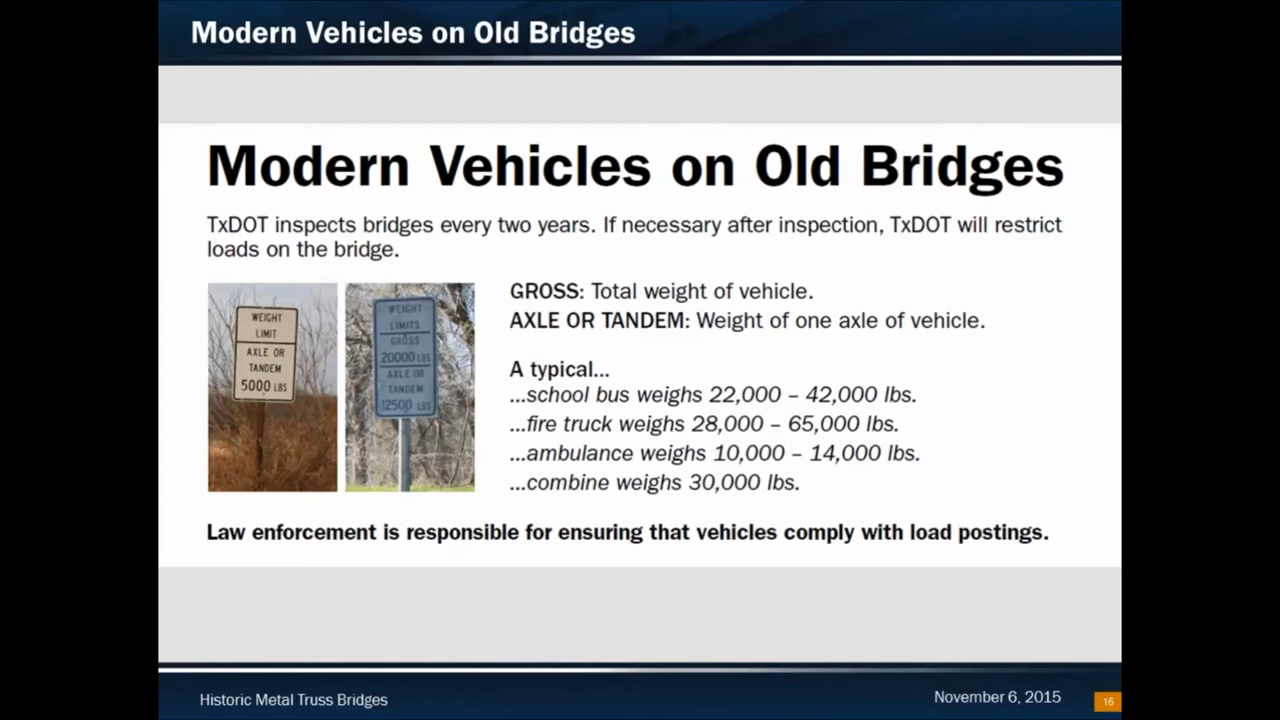 Modern Vehicles on Old Bridges
Modern Vehicles on Old Bridges
TxDOT inspects bridges every two years. If necessary after inspection, TxDOT will restrict
loads on the bridge.
WEIGHT
LIMIT
AXLE OR
TANDEM
5000 LBS
WEIGHT
LIMITS
GROSS
20000 LBS
AXLE OR
TANDEM
12500 LBS
GROSS: Total weight of vehicle.
AXLE OR TANDEM: Weight of one axle of vehicle.
A typical...
...school bus weighs 22,000 – 42,000 lbs.
...fire truck weighs 28,000 – 65,000 lbs.
...ambulance weighs 10,000 – 14,000 lbs.
...combine weighs 30,000 lbs.
Law enforcement is responsible for ensuring that vehicles comply with load postings.
Historic Metal Truss Bridges
November 6, 2015
16